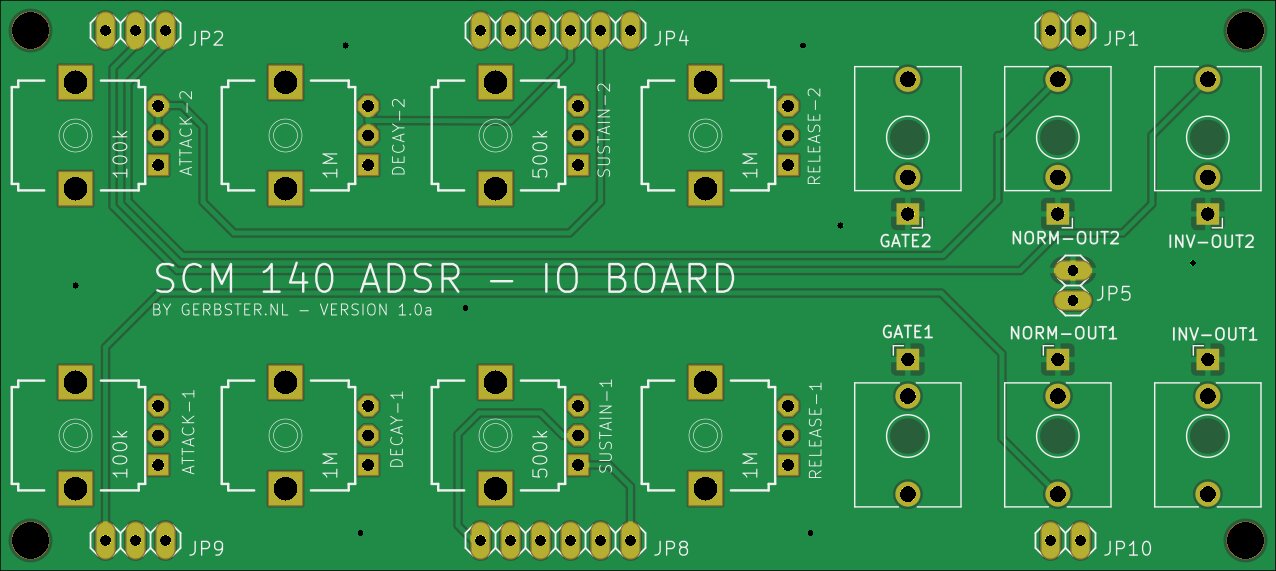 JP2
JP4
JP1
100k
ATTACK-2
1M
DECAY-2
500k
SUSTAIN-2
1M
RELEASE-2
GATE2
NORM-OUT2
INV-OUT2
SCM 140 ADSR - IO BOARD
BY GERBSTER.NL - VERSION 1.0a
JP5
GATE1
NORM-OUT1
INV-OUT1
100k
ATTACK-1
1M
DECAY-1
500k
SUSTAIN-1
1M
RELEASE-1
JP9
JP8
JP10